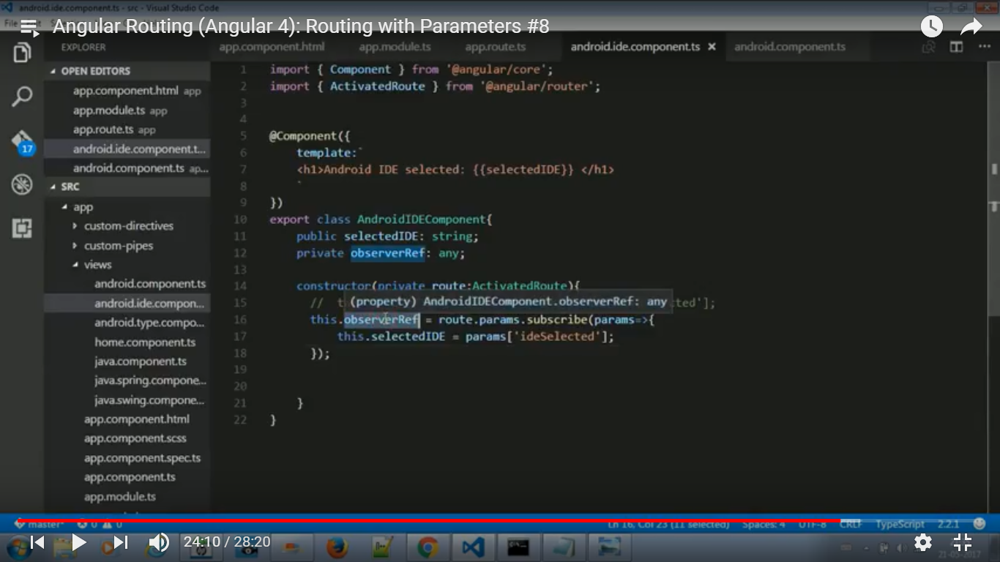 android.ide.component.ts - src - Visual Studio Code
File
Angular Routing (Angular 4): Routing with Parameters #8
EXPLORER
app.component.html
app.module.ts
app.route.ts
android.ide.component.ts
android.component.ts
OPEN EDITORS
app.component.html app
app.module.ts app
app.route.ts app
android.ide.component.t...
android.component.ts ap...
17
SRC
app
custom-directives
custom-pipes
views
android.component.ts
android.ide.compon...
android.type.compo...
home.component.ts
java.component.ts
java.spring.compone...
java.swing.compone...
app.component.html
app.component.scss
app.component.spec.ts
app.component.ts
app.module.ts
1 import { Component } from '@angular/core';
2 import { ActivatedRoute } from '@angular/router';
3
4
5 @Component({
6 template:`
7 <h1>Android IDE selected: {{selectedIDE}} </h1>
8 `
9 })
10 export class AndroidIDEComponent{
11 public selectedIDE: string;
12 private observerRef: any;
13
14 constructor(private route:ActivatedRoute){
(property) AndroidIDEComponent.observerRef: any
15 // t cted'];
16 this.observerRef = route.params.subscribe(params=>{
17 this.selectedIDE = params['ideSelected'];
18 });
19
20
21 }
22 }
master* 0 0
Ln 16, Col 23 (11 selected) Spaces: 4 UTF-8 CRLF TypeScript 2.2.1
24:10 / 28:20
21-05-2017